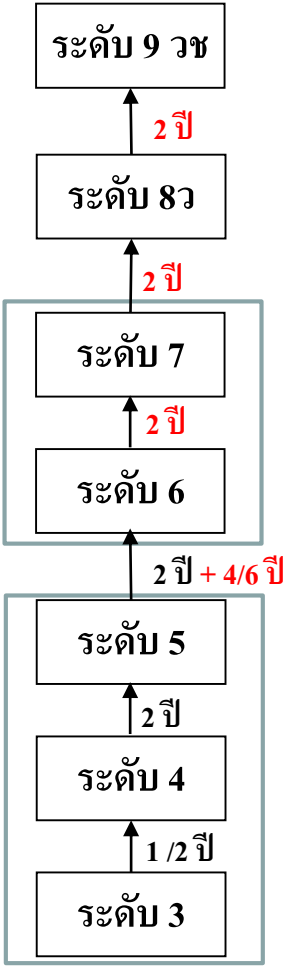 ระดับ 9 วช
2 ปี
ระดับ 8ว
2 ปี
ระดับ 7
2 ปี
ระดับ 6
2 ปี + 4/6 ปี
ระดับ 5
2 ปี
ระดับ 4
1 /2 ปี
ระดับ 3